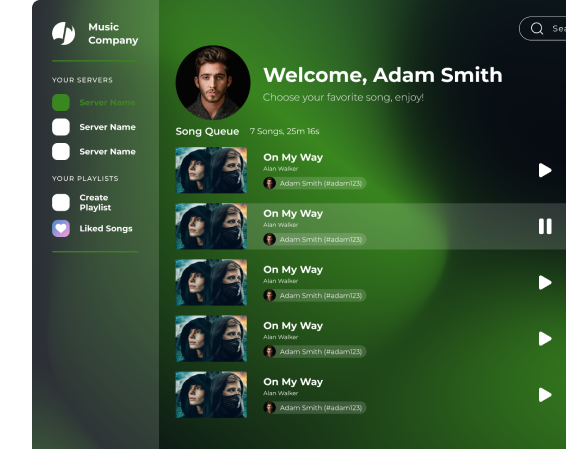 Music
Company
YOUR SERVERS
Server Name
Server Name
Server Name
YOUR PLAYLISTS
Create
Playlist
Liked Songs
Welcome, Adam Smith
Choose your favorite song, enjoy!
Song Queue 7 Songs, 25m 16s
On My Way
Alan Walker
Adam Smith (#adam123)
On My Way
Alan Walker
Adam Smith (#adam123)
On My Way
Alan Walker
Adam Smith (#adam123)
On My Way
Alan Walker
Adam Smith (#adam123)
On My Way
Alan Walker
Adam Smith (#adam123)